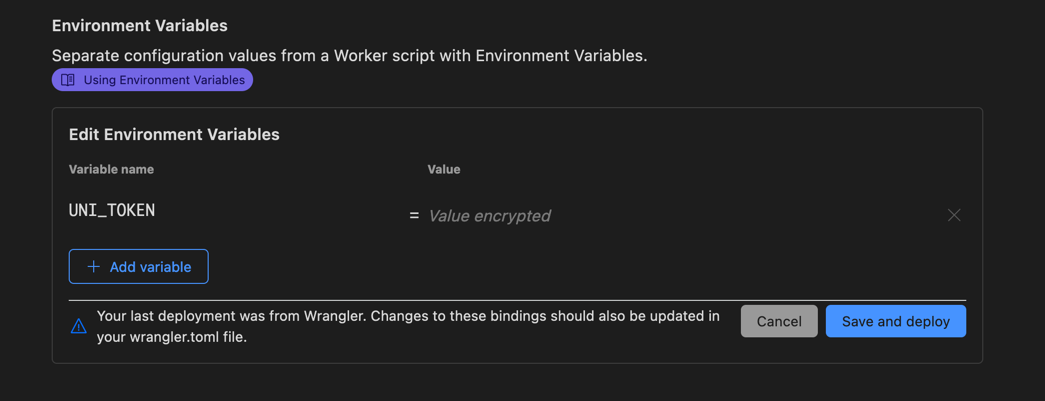 Environment Variables
Separate configuration values from a Worker script with Environment Variables.
Using Environment Variables
Edit Environment Variables
Variable name Value
UNI_TOKEN = Value encrypted
Add variable
Your last deployment was from Wrangler. Changes to these bindings should also be updated in
your wrangler.toml file.
Cancel Save and deploy